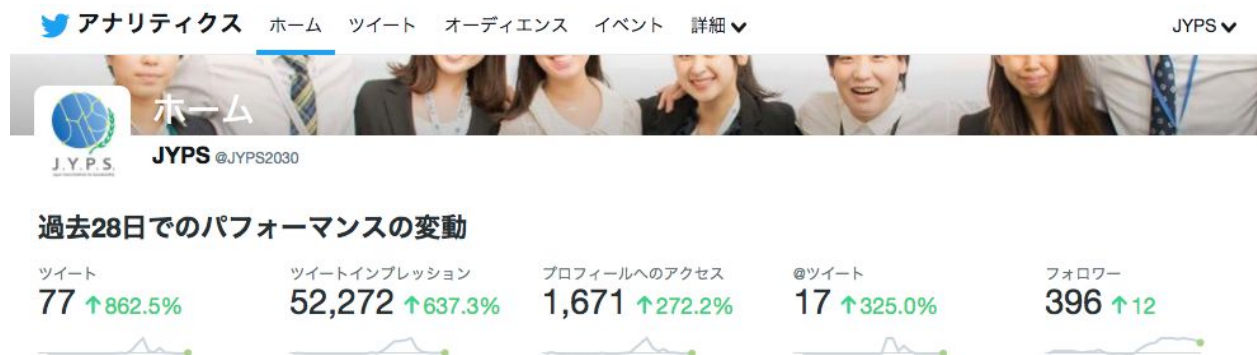 アナリティクス ホーム ツイート オーディエンス イベント 詳細 JYPS
ホーム
J.Y.P.S.
JYPS @JYPS2030
過去28日でのパフォーマンスの変動
ツイート ツイートインプレッション プロフィールへのアクセス @ツイート フォロワー
77 ↑862.5% 52,272 ↑637.3% 1,671 ↑272.2% 17 ↑325.0% 396 ↑12